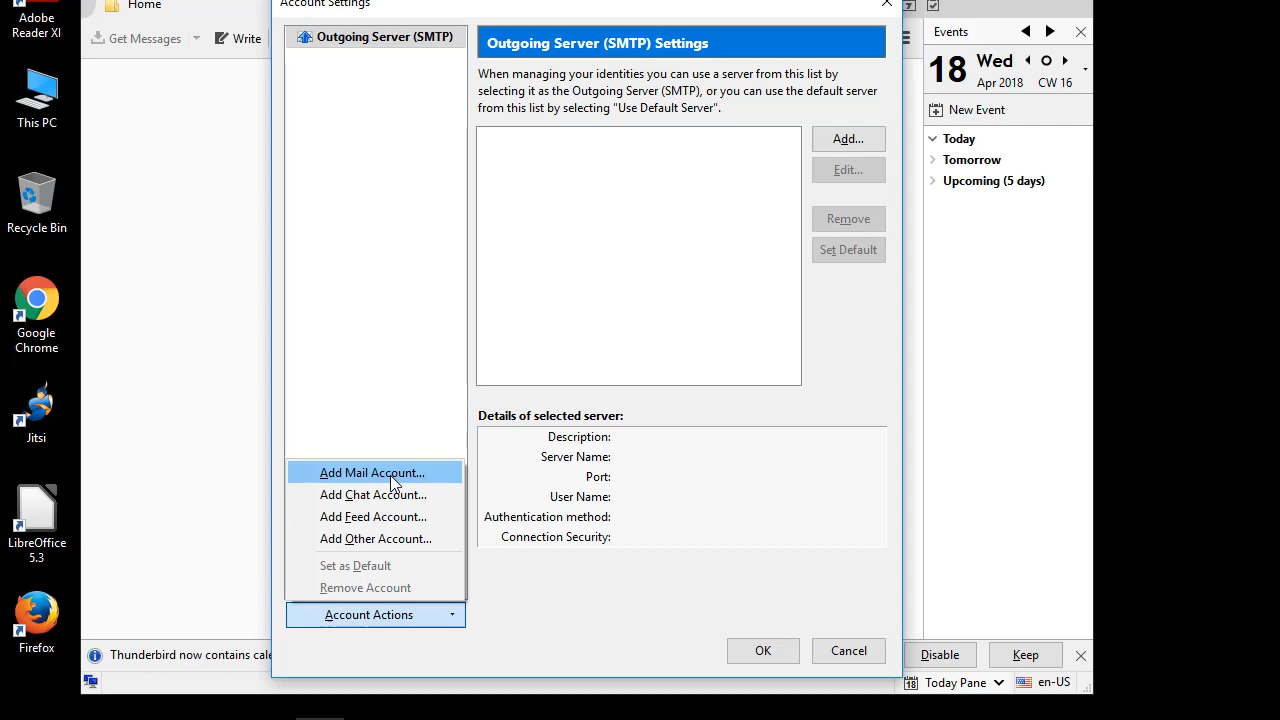 Adobe
Reader XI
This PC
Recycle Bin
Google
Chrome
Jitsi
LibreOffice
5.3
Firefox
Home
Get Messages
Write
Account Settings
Outgoing Server (SMTP)
Outgoing Server (SMTP) Settings
When managing your identities you can use a server from this list by
selecting it as the Outgoing Server (SMTP), or you can use the default server
from this list by selecting "Use Default Server".
Add...
Edit...
Remove
Set Default
Details of selected server:
Description:
Server Name:
Port:
User Name:
Authentication method:
Connection Security:
Add Mail Account...
Add Chat Account...
Add Feed Account...
Add Other Account...
Set as Default
Remove Account
Account Actions
OK
Cancel
Events
18
Wed
Apr 2018
CW 16
New Event
Today
Tomorrow
Upcoming (5 days)
Thunderbird now contains cale
Disable
Keep
18
Today Pane
en-US